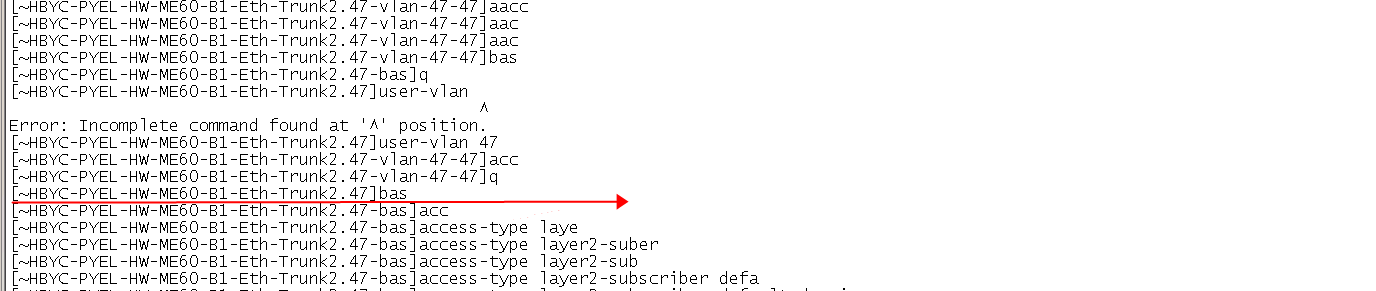 [~HBYC-PYEL-HW-ME60-B1-Eth-Trunk2.47-vlan-47-47]aacc
[~HBYC-PYEL-HW-ME60-B1-Eth-Trunk2.47-vlan-47-47]aac
[~HBYC-PYEL-HW-ME60-B1-Eth-Trunk2.47-vlan-47-47]aac
[~HBYC-PYEL-HW-ME60-B1-Eth-Trunk2.47-vlan-47-47]bas
[~HBYC-PYEL-HW-ME60-B1-Eth-Trunk2.47-bas]q
[~HBYC-PYEL-HW-ME60-B1-Eth-Trunk2.47]user-vlan
^
Error: Incomplete command found at '^' position.
[~HBYC-PYEL-HW-ME60-B1-Eth-Trunk2.47]user-vlan 47
[~HBYC-PYEL-HW-ME60-B1-Eth-Trunk2.47-vlan-47-47]acc
[~HBYC-PYEL-HW-ME60-B1-Eth-Trunk2.47-vlan-47-47]q
[~HBYC-PYEL-HW-ME60-B1-Eth-Trunk2.47]bas
[~HBYC-PYEL-HW-ME60-B1-Eth-Trunk2.47-bas]acc
[~HBYC-PYEL-HW-ME60-B1-Eth-Trunk2.47-bas]access-type laye
[~HBYC-PYEL-HW-ME60-B1-Eth-Trunk2.47-bas]access-type layer2-suber
[~HBYC-PYEL-HW-ME60-B1-Eth-Trunk2.47-bas]access-type layer2-sub
[~HBYC-PYEL-HW-ME60-B1-Eth-Trunk2.47-bas]access-type layer2-subscriber defa